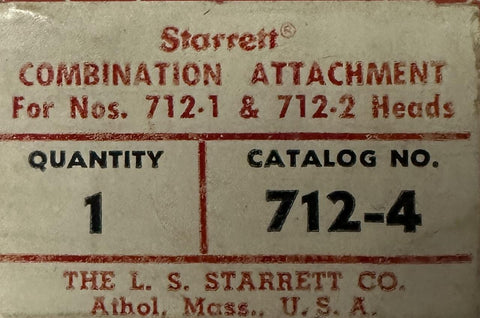 Starrett®
COMBINATION ATTACHMENT
For Nos. 712-1 & 712-2 Heads
QUANTITY
1
CATALOG NO.
712-4
THE L. S. STARRETT CO.
Athol, Mass., U. S. A.